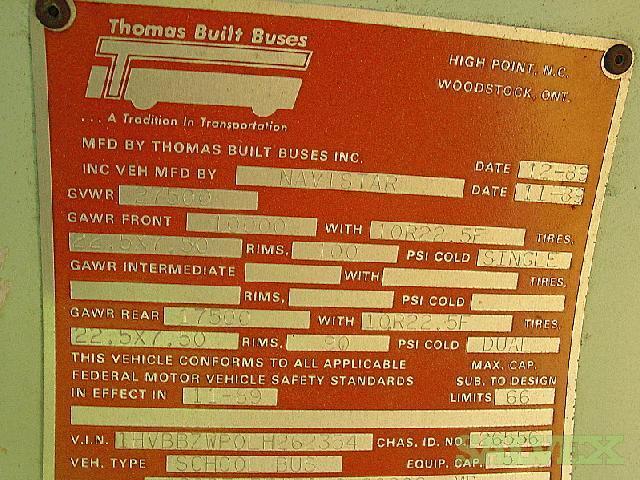 Thomas Built Buses
HIGH POINT, N.C.
WOODSTOCK, ONT.
... A Tradition In Transportation
MFD BY THOMAS BUILT BUSES INC. DATE 12-89
INC VEH MFD BY NAVISTAR DATE 11-89
GVWR 27500
GAWR FRONT 10000 WITH 10R22.5F TIRES.
22.5X7.50 RIMS. 100 PSI COLD SINGLE
GAWR INTERMEDIATE WITH TIRES.
RIMS. PSI COLD
GAWR REAR 17500 WITH 10R22.5F TIRES.
22.5X7.50 RIMS. 90 PSI COLD DUAL
THIS VEHICLE CONFORMS TO ALL APPLICABLE MAX. CAP.
FEDERAL MOTOR VEHICLE SAFETY STANDARDS SUB. TO DESIGN
IN EFFECT IN 11-89 LIMITS 66
V.I.N. CHAS. ID. NO.
VEH. TYPE SCHOOL BUS EQUIP. CAP.